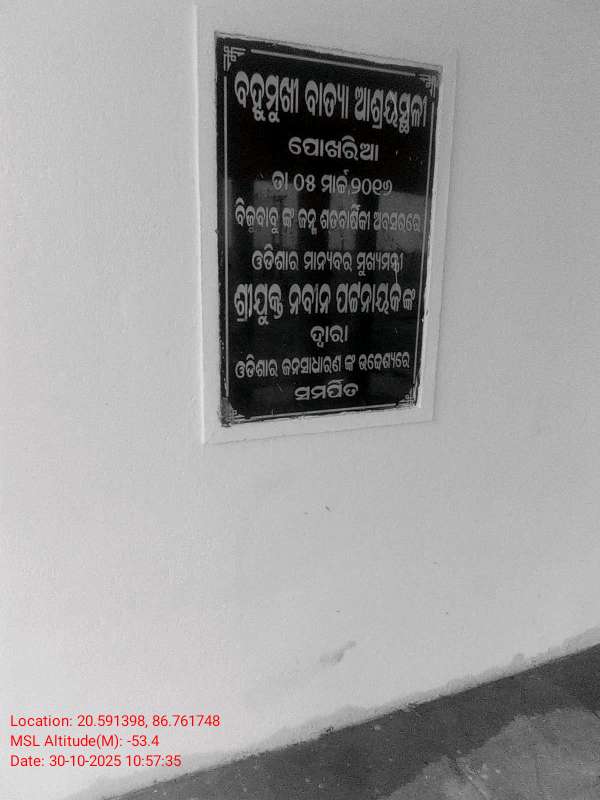 ବହୁମୁଖୀ ବାତ୍ୟା ଆଶ୍ରୟସ୍ଥଳୀ
ପୋଖରିଆ
ତା ୦୫ ମାର୍ଚ୍ଚ,୨୦୧୬
ବିଜୁବାବୁ ଙ୍କ ଜନ୍ମ ଶତବାର୍ଷିକୀ ଅବସରରେ
ଓଡିଶାର ମାନ୍ୟବର ମୁଖ୍ୟମନ୍ତ୍ରୀ
ଶ୍ରୀଯୁକ୍ତ ନବୀନ ପଟ୍ଟନାୟକଙ୍କ
ଦ୍ୱାରା
ଓଡିଶାର ଜନସାଧାରଣ ଙ୍କ ଉଦ୍ଦେଶ୍ୟରେ
ସମର୍ପିତ
Location: 20.591398, 86.761748
MSL Altitude(M): -53.4
Date: 30-10-2025 10:57:35